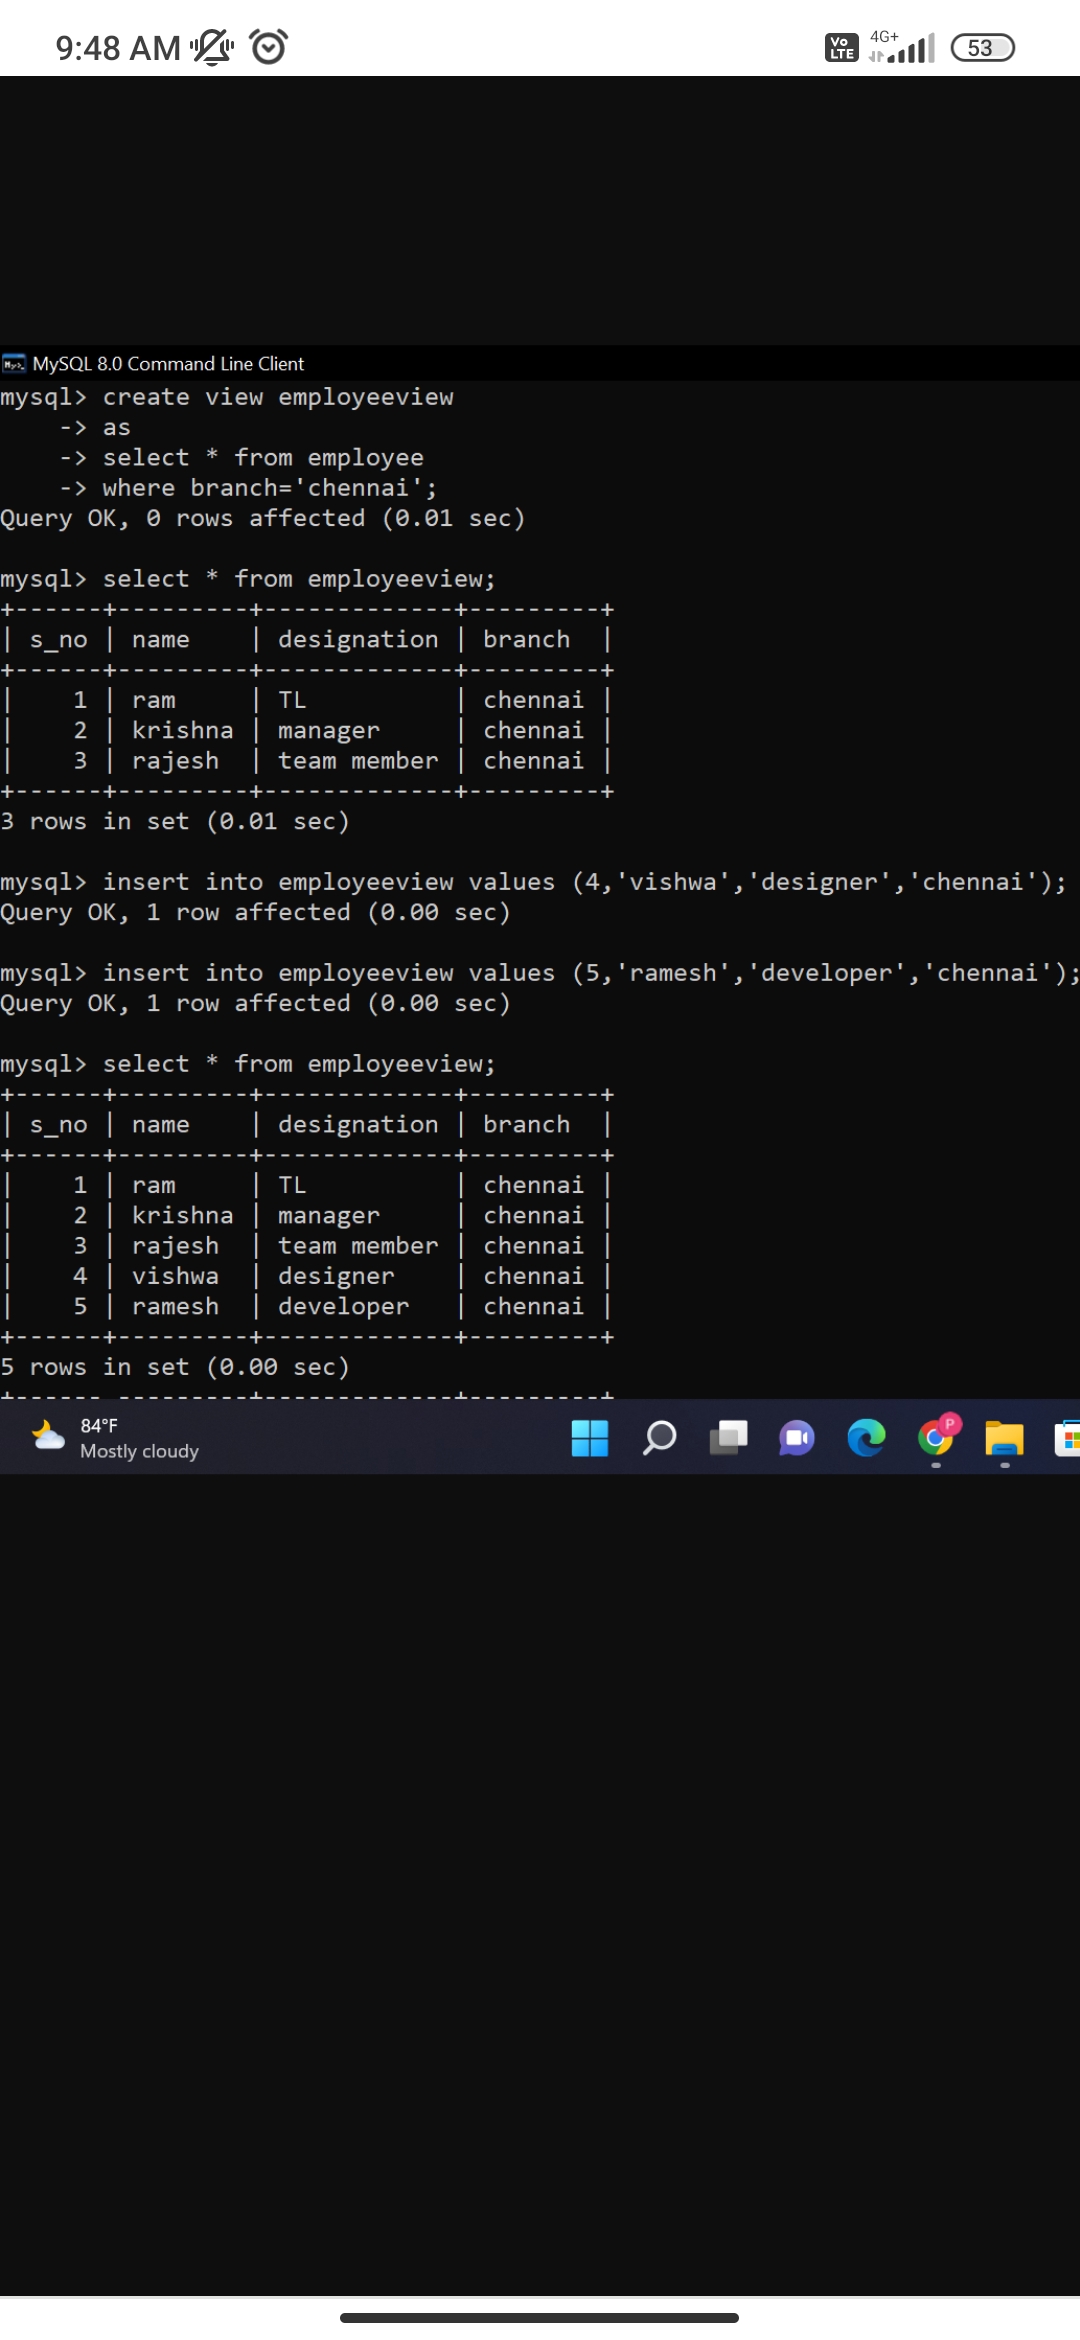 9:48 AM
Vo LTE 4G+ 53
MySQL 8.0 Command Line Client
mysql> create view employeeview
    -> as
    -> select * from employee
    -> where branch='chennai';
Query OK, 0 rows affected (0.01 sec)

mysql> select * from employeeview;
+------+---------+-------------+---------+
| s_no | name    | designation | branch  |
+------+---------+-------------+---------+
|    1 | ram     | TL          | chennai |
|    2 | krishna | manager     | chennai |
|    3 | rajesh  | team member | chennai |
+------+---------+-------------+---------+
3 rows in set (0.01 sec)

mysql> insert into employeeview values (4,'vishwa','designer','chennai');
Query OK, 1 row affected (0.00 sec)

mysql> insert into employeeview values (5,'ramesh','developer','chennai');
Query OK, 1 row affected (0.00 sec)

mysql> select * from employeeview;
+------+---------+-------------+---------+
| s_no | name    | designation | branch  |
+------+---------+-------------+---------+
|    1 | ram     | TL          | chennai |
|    2 | krishna | manager     | chennai |
|    3 | rajesh  | team member | chennai |
|    4 | vishwa  | designer    | chennai |
|    5 | ramesh  | developer   | chennai |
+------+---------+-------------+---------+
5 rows in set (0.00 sec)
84°F
Mostly cloudy
P